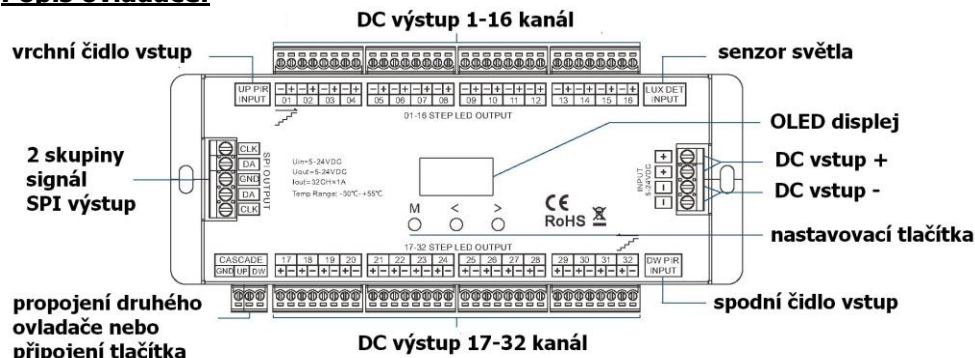 Popis ovladače:
DC výstup 1-16 kanál
vrchní čidlo vstup
senzor světla
UP PIR INPUT
- + - + - + - +
01 02 03 04
- + - + - + - +
05 06 07 08
- + - + - + - +
09 10 11 12
- + - + - + - +
13 14 15 16
LUX DET INPUT
01-16 STEP LED OUTPUT
OLED displej
2 skupiny
signál
SPI výstup
CLK
DA
GND
DA
CLK
SPI OUTPUT
Uin=5-24VDC
Uout=5-24VDC
Iout=32CH×1A
Temp Range: -30℃-+55℃
M < >
CE
RoHS
INPUT
5-24VDC
+
+
-
-
DC vstup +
DC vstup -
nastavovací tlačítka
17-32 STEP LED OUTPUT
CASCADE
GND UP DW
17 18 19 20
+ - + - + - + -
21 22 23 24
+ - + - + - + -
25 26 27 28
+ - + - + - + -
29 30 31 32
+ - + - + - + -
DW PIR
INPUT
propojení druhého
ovladače nebo
připojení tlačítka
spodní čidlo vstup
DC výstup 17-32 kanál